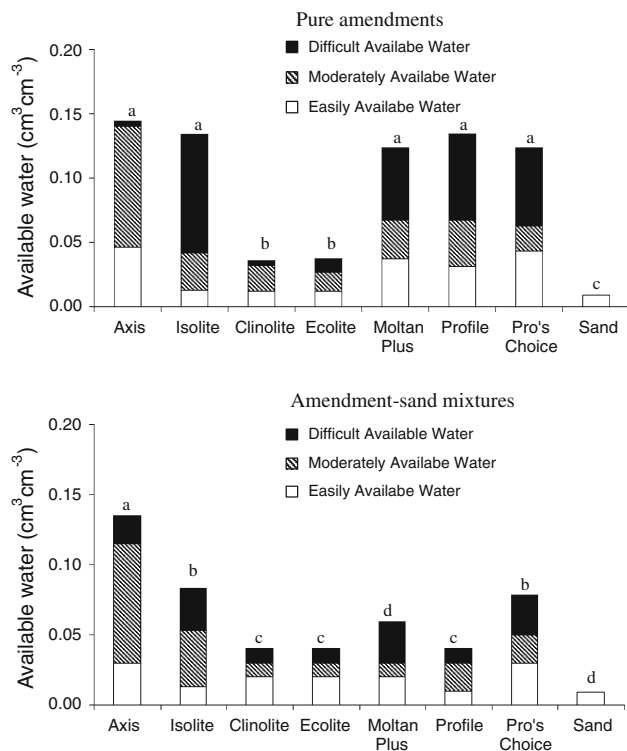 Pure amendments
Difficult Availabe Water
Moderately Availabe Water
Easily Availabe Water
Available water (cm³cm⁻³)
0.20
0.15
0.10
0.05
0.00
a
a
b
b
a
a
a
c
Axis Isolite Clinolite Ecolite Moltan Plus Profile Pro's Choice Sand
Amendment-sand mixtures
Difficult Available Water
Moderately Availabe Water
Easily Availabe Water
Available water (cm³cm⁻³)
0.20
0.15
0.10
0.05
0.00
a
b
c
c
d
c
b
d
Axis Isolite Clinolite Ecolite Moltan Plus Profile Pro's Choice Sand